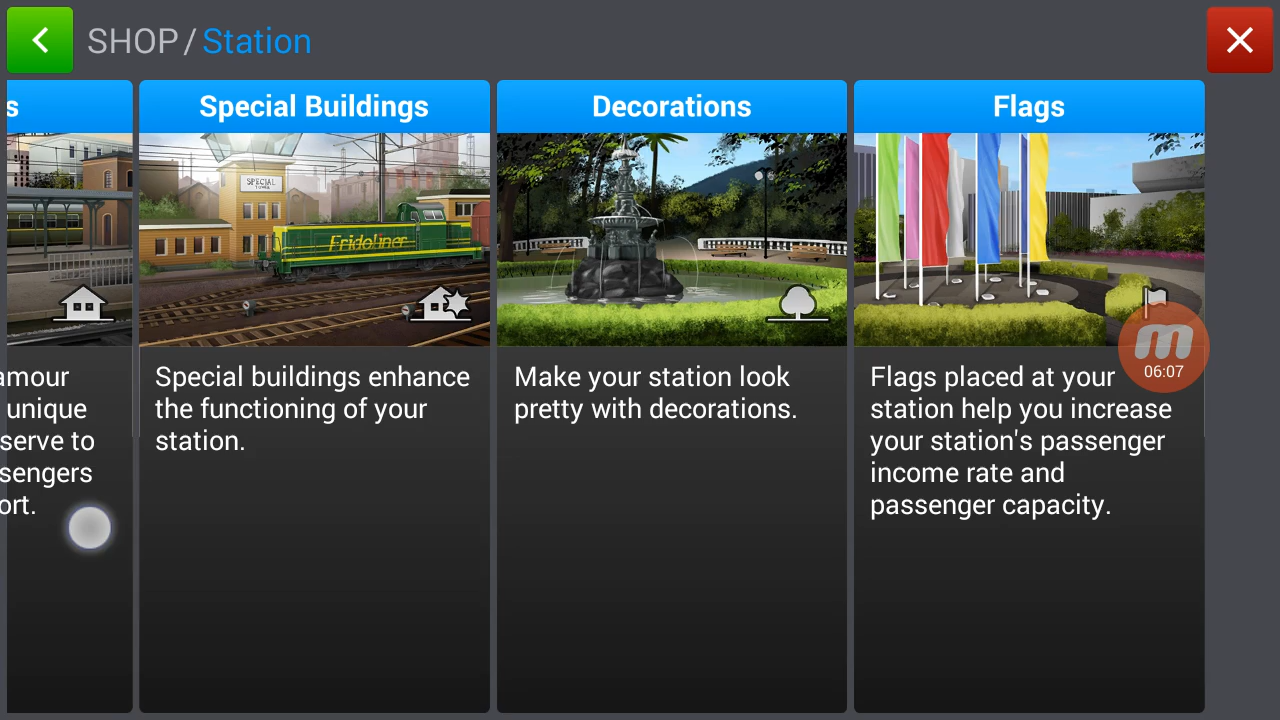 SHOP / Station
s
Special Buildings
Decorations
Flags
SPECIAL
TOWER
Fridoliner
amour
unique
serve to
sengers
ort.
Special buildings enhance
the functioning of your
station.
Make your station look
pretty with decorations.
Flags placed at your
station help you increase
your station's passenger
income rate and
passenger capacity.
m
06:07